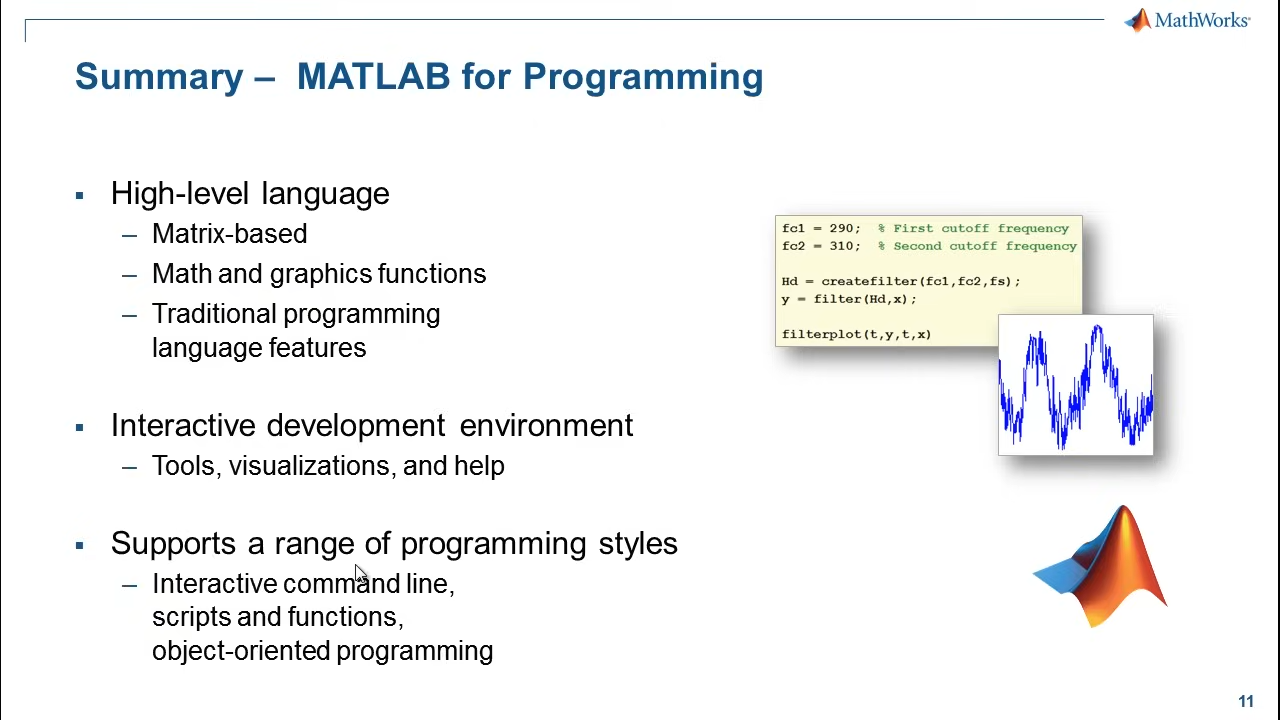 MathWorks®
Summary – MATLAB for Programming
▪ High-level language
– Matrix-based
– Math and graphics functions
– Traditional programming
language features
▪ Interactive development environment
– Tools, visualizations, and help
▪ Supports a range of programming styles
– Interactive command line,
scripts and functions,
object-oriented programming
fc1 = 290; % First cutoff frequency
fc2 = 310; % Second cutoff frequency
Hd = createfilter(fc1,fc2,fs);
y = filter(Hd,x);
filterplot(t,y,t,x)
11